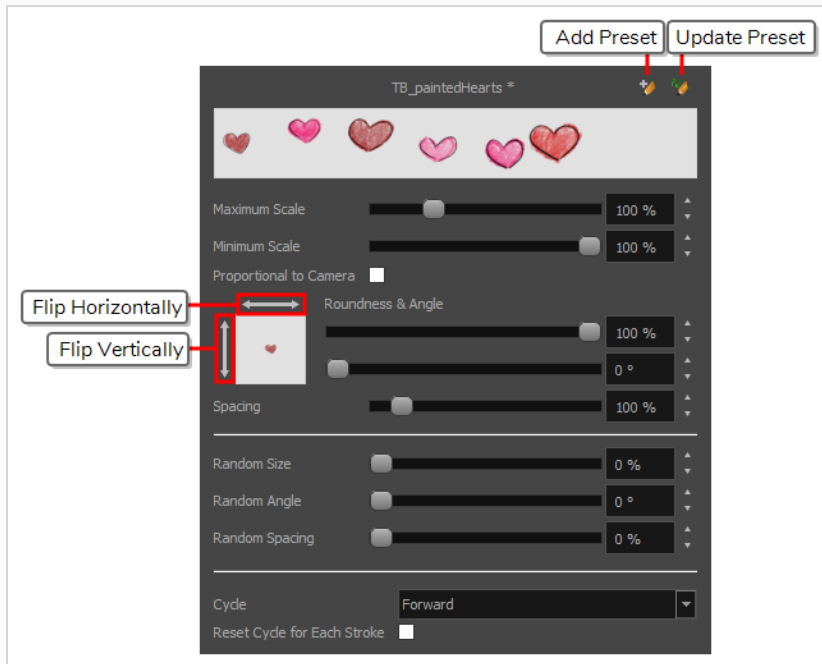 Add Preset
Update Preset
TB_paintedHearts *
Maximum Scale
100 %
Minimum Scale
100 %
Proportional to Camera
Flip Horizontally
Roundness & Angle
100 %
Flip Vertically
0 °
Spacing
100 %
Random Size
0 %
Random Angle
0 °
Random Spacing
0 %
Cycle
Forward
Reset Cycle for Each Stroke